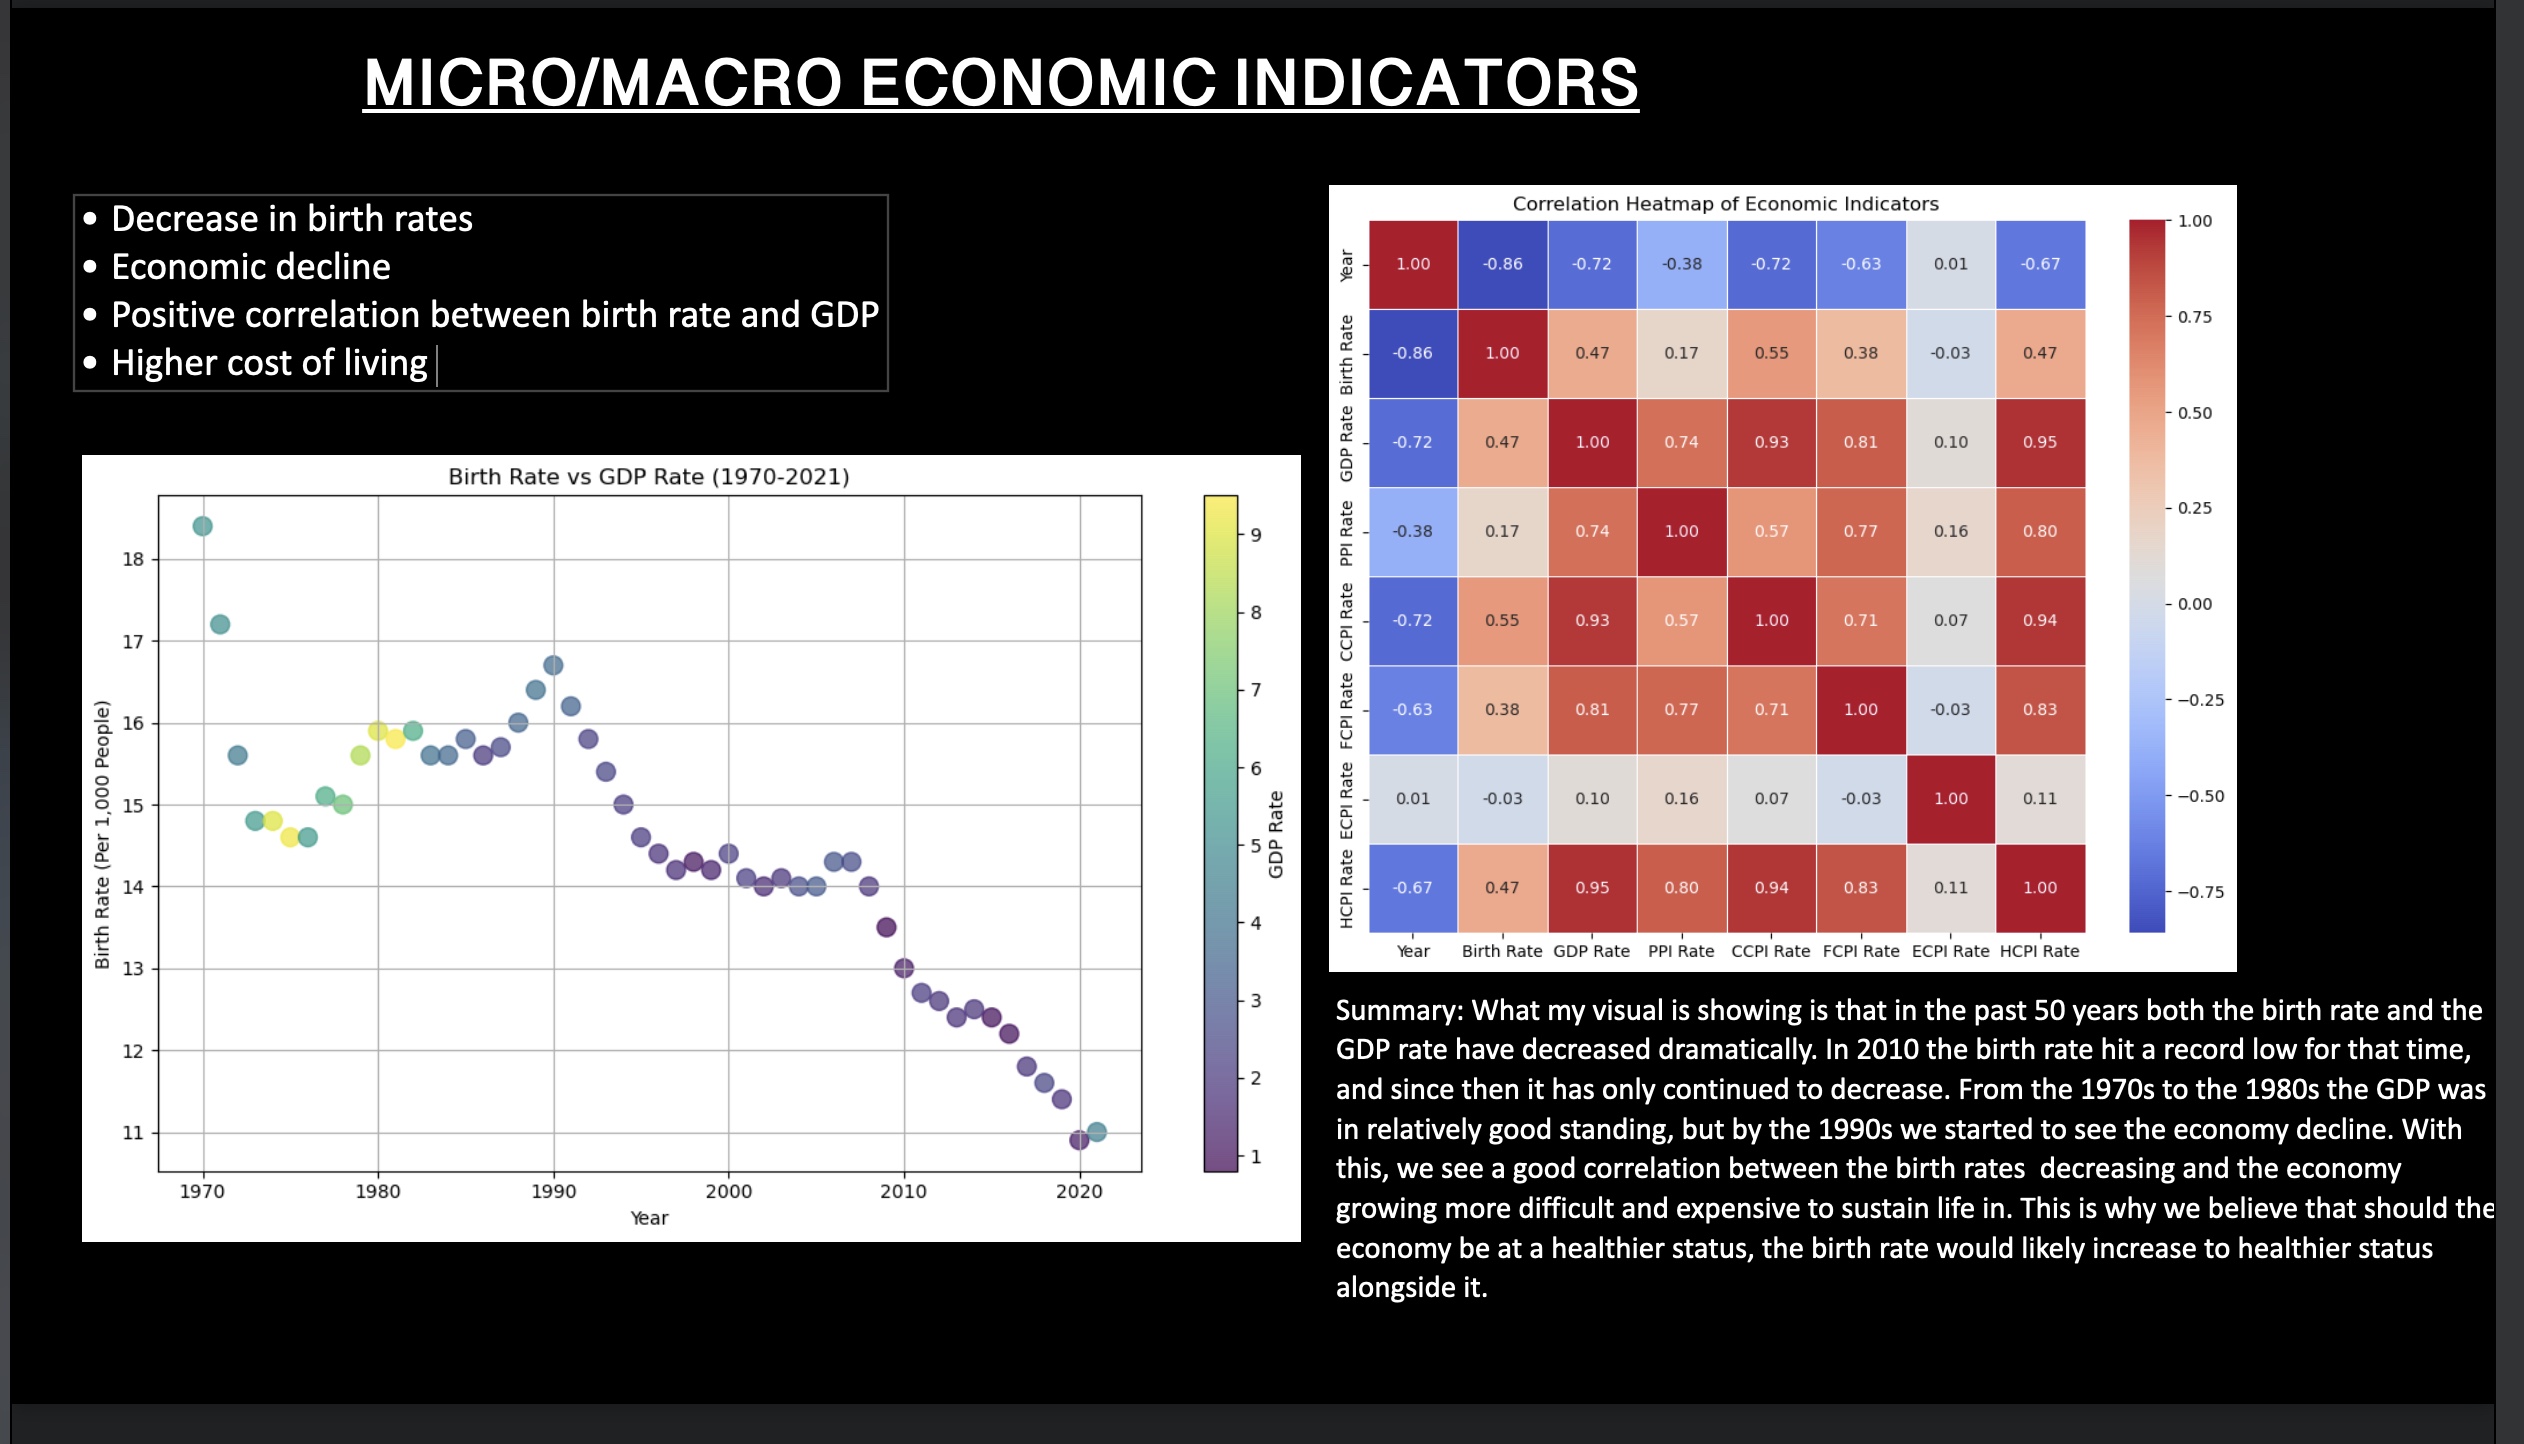 MICRO/MACRO ECONOMIC INDICATORS
• Decrease in birth rates
• Economic decline
• Positive correlation between birth rate and GDP
• Higher cost of living
Birth Rate vs GDP Rate (1970-2021)
Birth Rate (Per 1,000 People)
18
17
16
15
14
13
12
11
1970 1980 1990 2000 2010 2020
Year
9
8
7
6
5
4
3
2
1
GDP Rate
Correlation Heatmap of Economic Indicators
Year 1.00 -0.86 -0.72 -0.38 -0.72 -0.63 0.01 -0.67
Birth Rate -0.86 1.00 0.47 0.17 0.55 0.38 -0.03 0.47
GDP Rate -0.72 0.47 1.00 0.74 0.93 0.81 0.10 0.95
PPI Rate -0.38 0.17 0.74 1.00 0.57 0.77 0.16 0.80
CCPI Rate -0.72 0.55 0.93 0.57 1.00 0.71 0.07 0.94
FCPI Rate -0.63 0.38 0.81 0.77 0.71 1.00 -0.03 0.83
ECPI Rate 0.01 -0.03 0.10 0.16 0.07 -0.03 1.00 0.11
HCPI Rate -0.67 0.47 0.95 0.80 0.94 0.83 0.11 1.00
Year Birth Rate GDP Rate PPI Rate CCPI Rate FCPI Rate ECPI Rate HCPI Rate
1.00
0.75
0.50
0.25
0.00
−0.25
−0.50
−0.75
Summary: What my visual is showing is that in the past 50 years both the birth rate and the
GDP rate have decreased dramatically. In 2010 the birth rate hit a record low for that time,
and since then it has only continued to decrease. From the 1970s to the 1980s the GDP was
in relatively good standing, but by the 1990s we started to see the economy decline. With
this, we see a good correlation between the birth rates  decreasing and the economy
growing more difficult and expensive to sustain life in. This is why we believe that should the
economy be at a healthier status, the birth rate would likely increase to healthier status
alongside it.